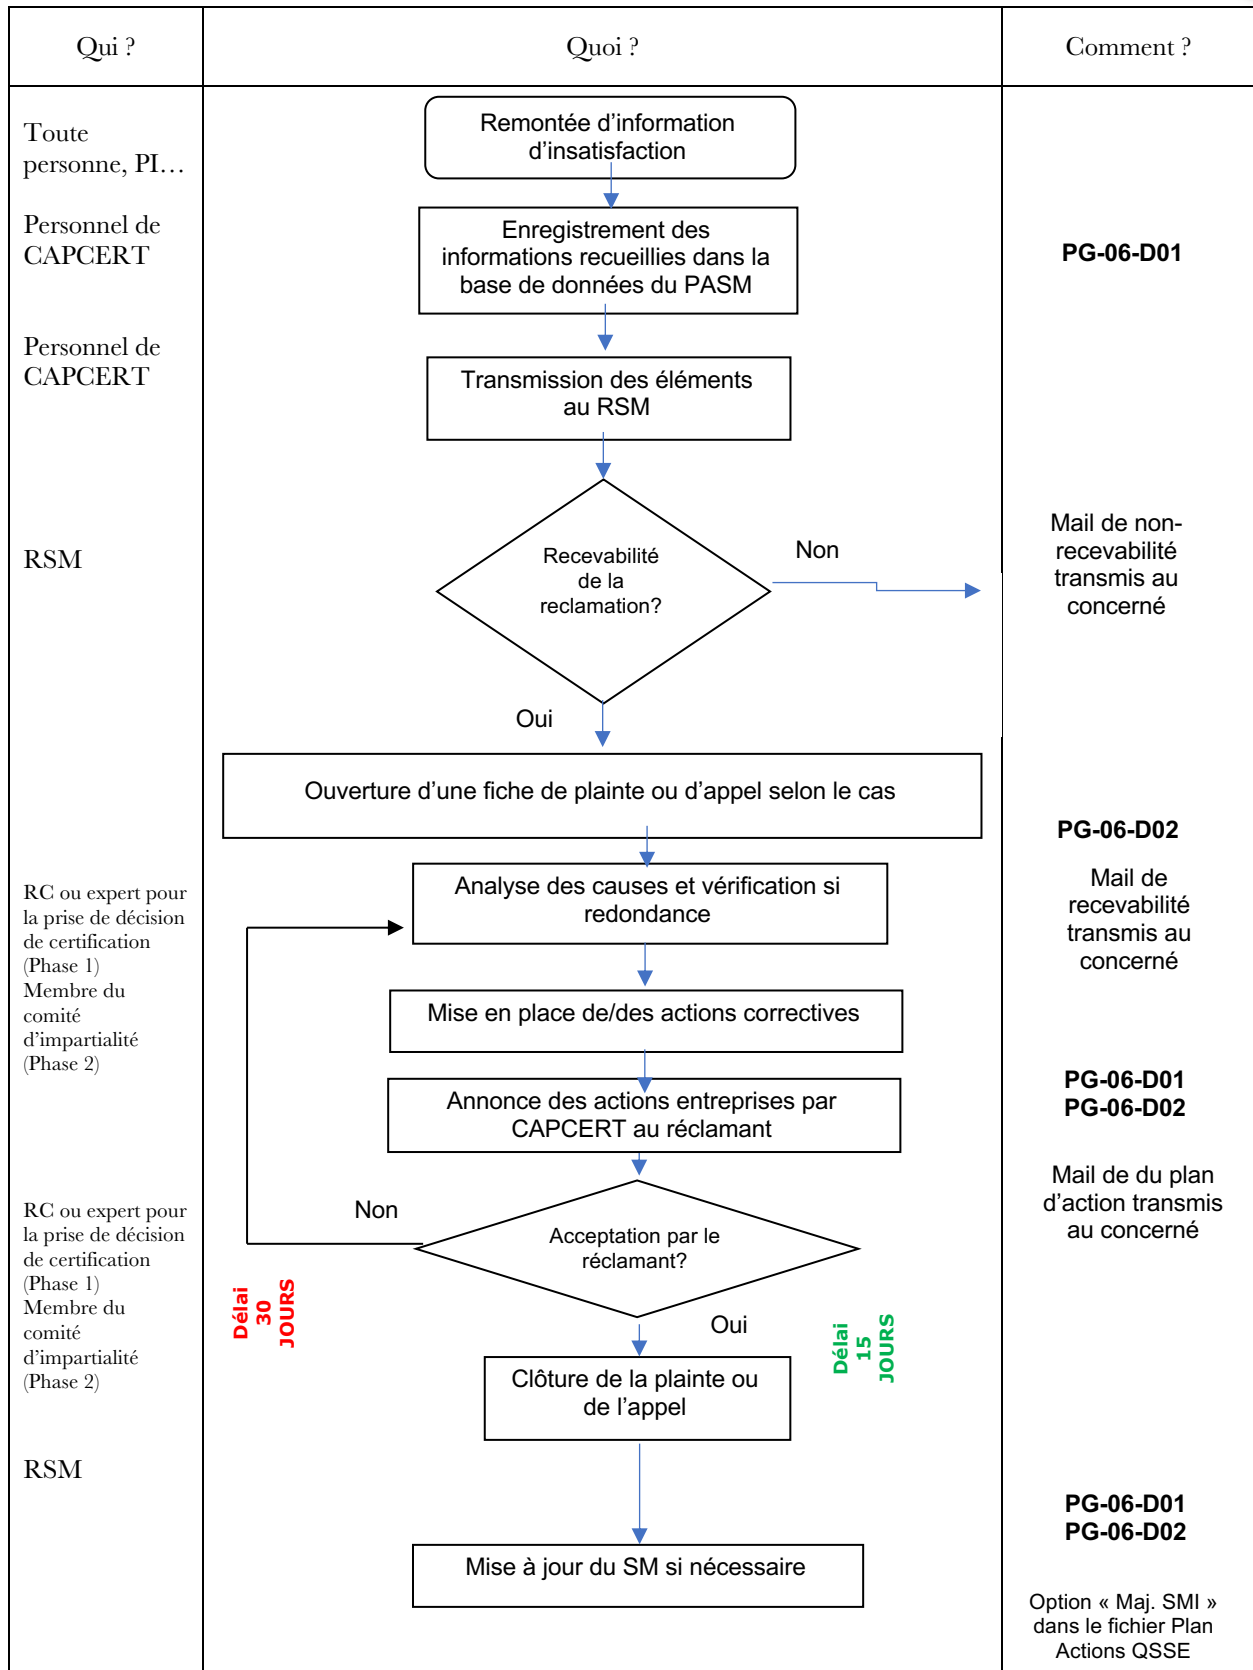 Qui ?
Quoi ?
Comment ?
Toute
personne, PI…
Remontée d’information
d’insatisfaction
Personnel de
CAPCERT
Enregistrement des
informations recueillies dans la
base de données du PASM
PG-06-D01
Personnel de
CAPCERT
Transmission des éléments
au RSM
RSM
Recevabilité
de la
reclamation?
Non
Mail de non-
recevabilité
transmis au
concerné
Oui
Ouverture d’une fiche de plainte ou d’appel selon le cas
PG-06-D02
RC ou expert pour
la prise de décision
de certification
(Phase 1)
Membre du
comité
d’impartialité
(Phase 2)
Analyse des causes et vérification si
redondance
Mail de
recevabilité
transmis au
concerné
Mise en place de/des actions correctives
Annonce des actions entreprises par
CAPCERT au réclamant
PG-06-D01
PG-06-D02
RC ou expert pour
la prise de décision
de certification
(Phase 1)
Membre du
comité
d’impartialité
(Phase 2)
Non
Acceptation par le
réclamant?
Mail de du plan
d’action transmis
au concerné
Délai
30
JOURS
Oui
Délai
15
JOURS
Clôture de la plainte ou
de l’appel
RSM
PG-06-D01
PG-06-D02
Mise à jour du SM si nécessaire
Option « Maj. SMI »
dans le fichier Plan
Actions QSSE